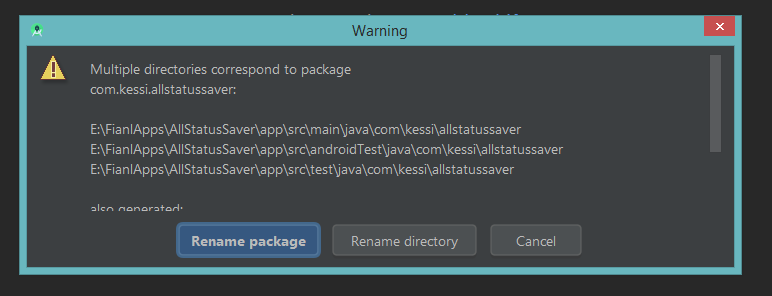 Warning
Multiple directories correspond to package
com.kessi.allstatussaver:
E:\FianlApps\AllStatusSaver\app\src\main\java\com\kessi\allstatussaver
E:\FianlApps\AllStatusSaver\app\src\androidTest\java\com\kessi\allstatussaver
E:\FianlApps\AllStatusSaver\app\src\test\java\com\kessi\allstatussaver
also generated:
Rename package
Rename directory
Cancel